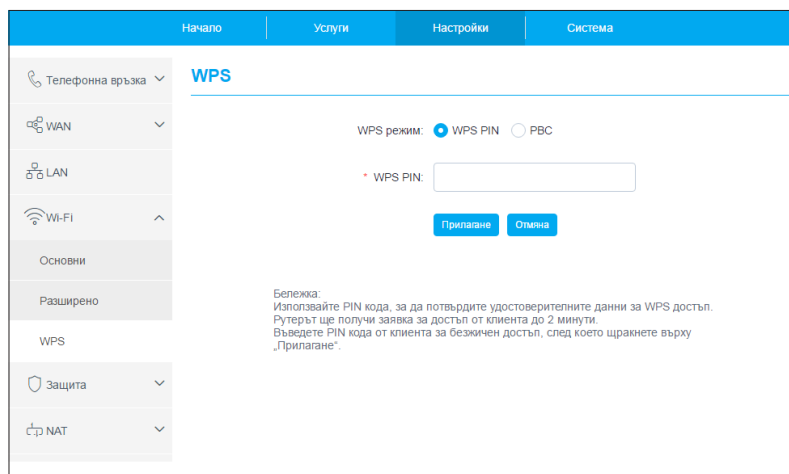 Начало Услуги Настройки Система
Телефонна връзка
WAN
LAN
Wi-Fi
Основни
Разширено
WPS
Защита
NAT
WPS
WPS режим: WPS PIN PBC
* WPS PIN:
Прилагане Отмяна
Бележка:
Използвайте PIN кода, за да потвърдите удостоверителните данни за WPS достъп.
Рутерът ще получи заявка за достъп от клиента до 2 минути.
Въведете PIN кода от клиента за безжичен достъп, след което щракнете върху
„Прилагане“.